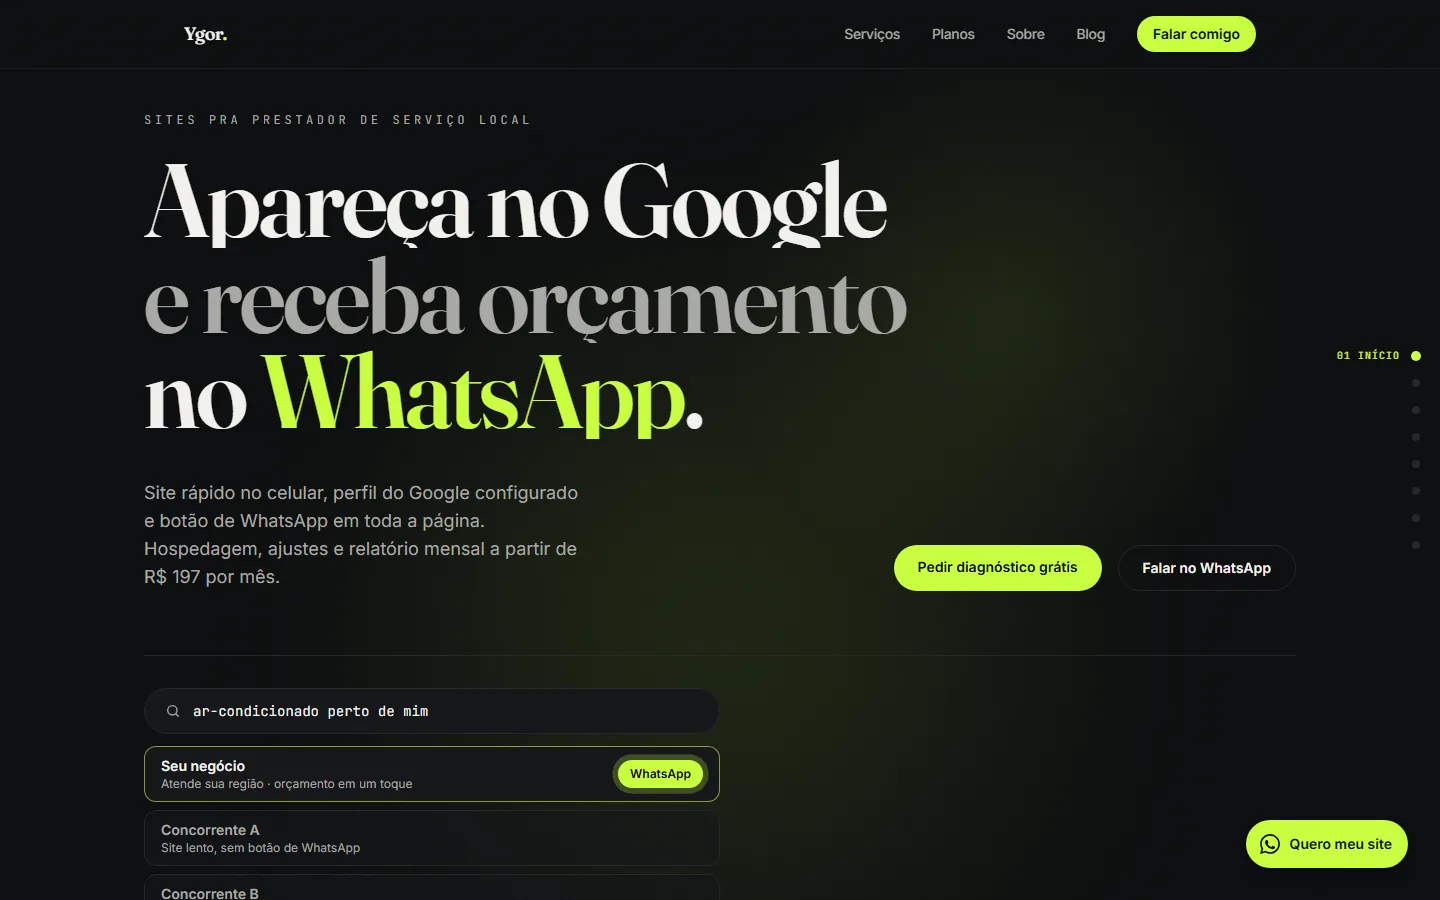 Ygor.
Serviços
Planos
Sobre
Blog
Falar comigo
SITES PRA PRESTADOR DE SERVIÇO LOCAL
Apareça no Google
e receba orçamento
no WhatsApp.
01 INÍCIO
Site rápido no celular, perfil do Google configurado
e botão de WhatsApp em toda a página.
Hospedagem, ajustes e relatório mensal a partir de
R$ 197 por mês.
Pedir diagnóstico grátis
Falar no WhatsApp
ar-condicionado perto de mim
Seu negócio
Atende sua região · orçamento em um toque
WhatsApp
Concorrente A
Site lento, sem botão de WhatsApp
Concorrente B
Quero meu site